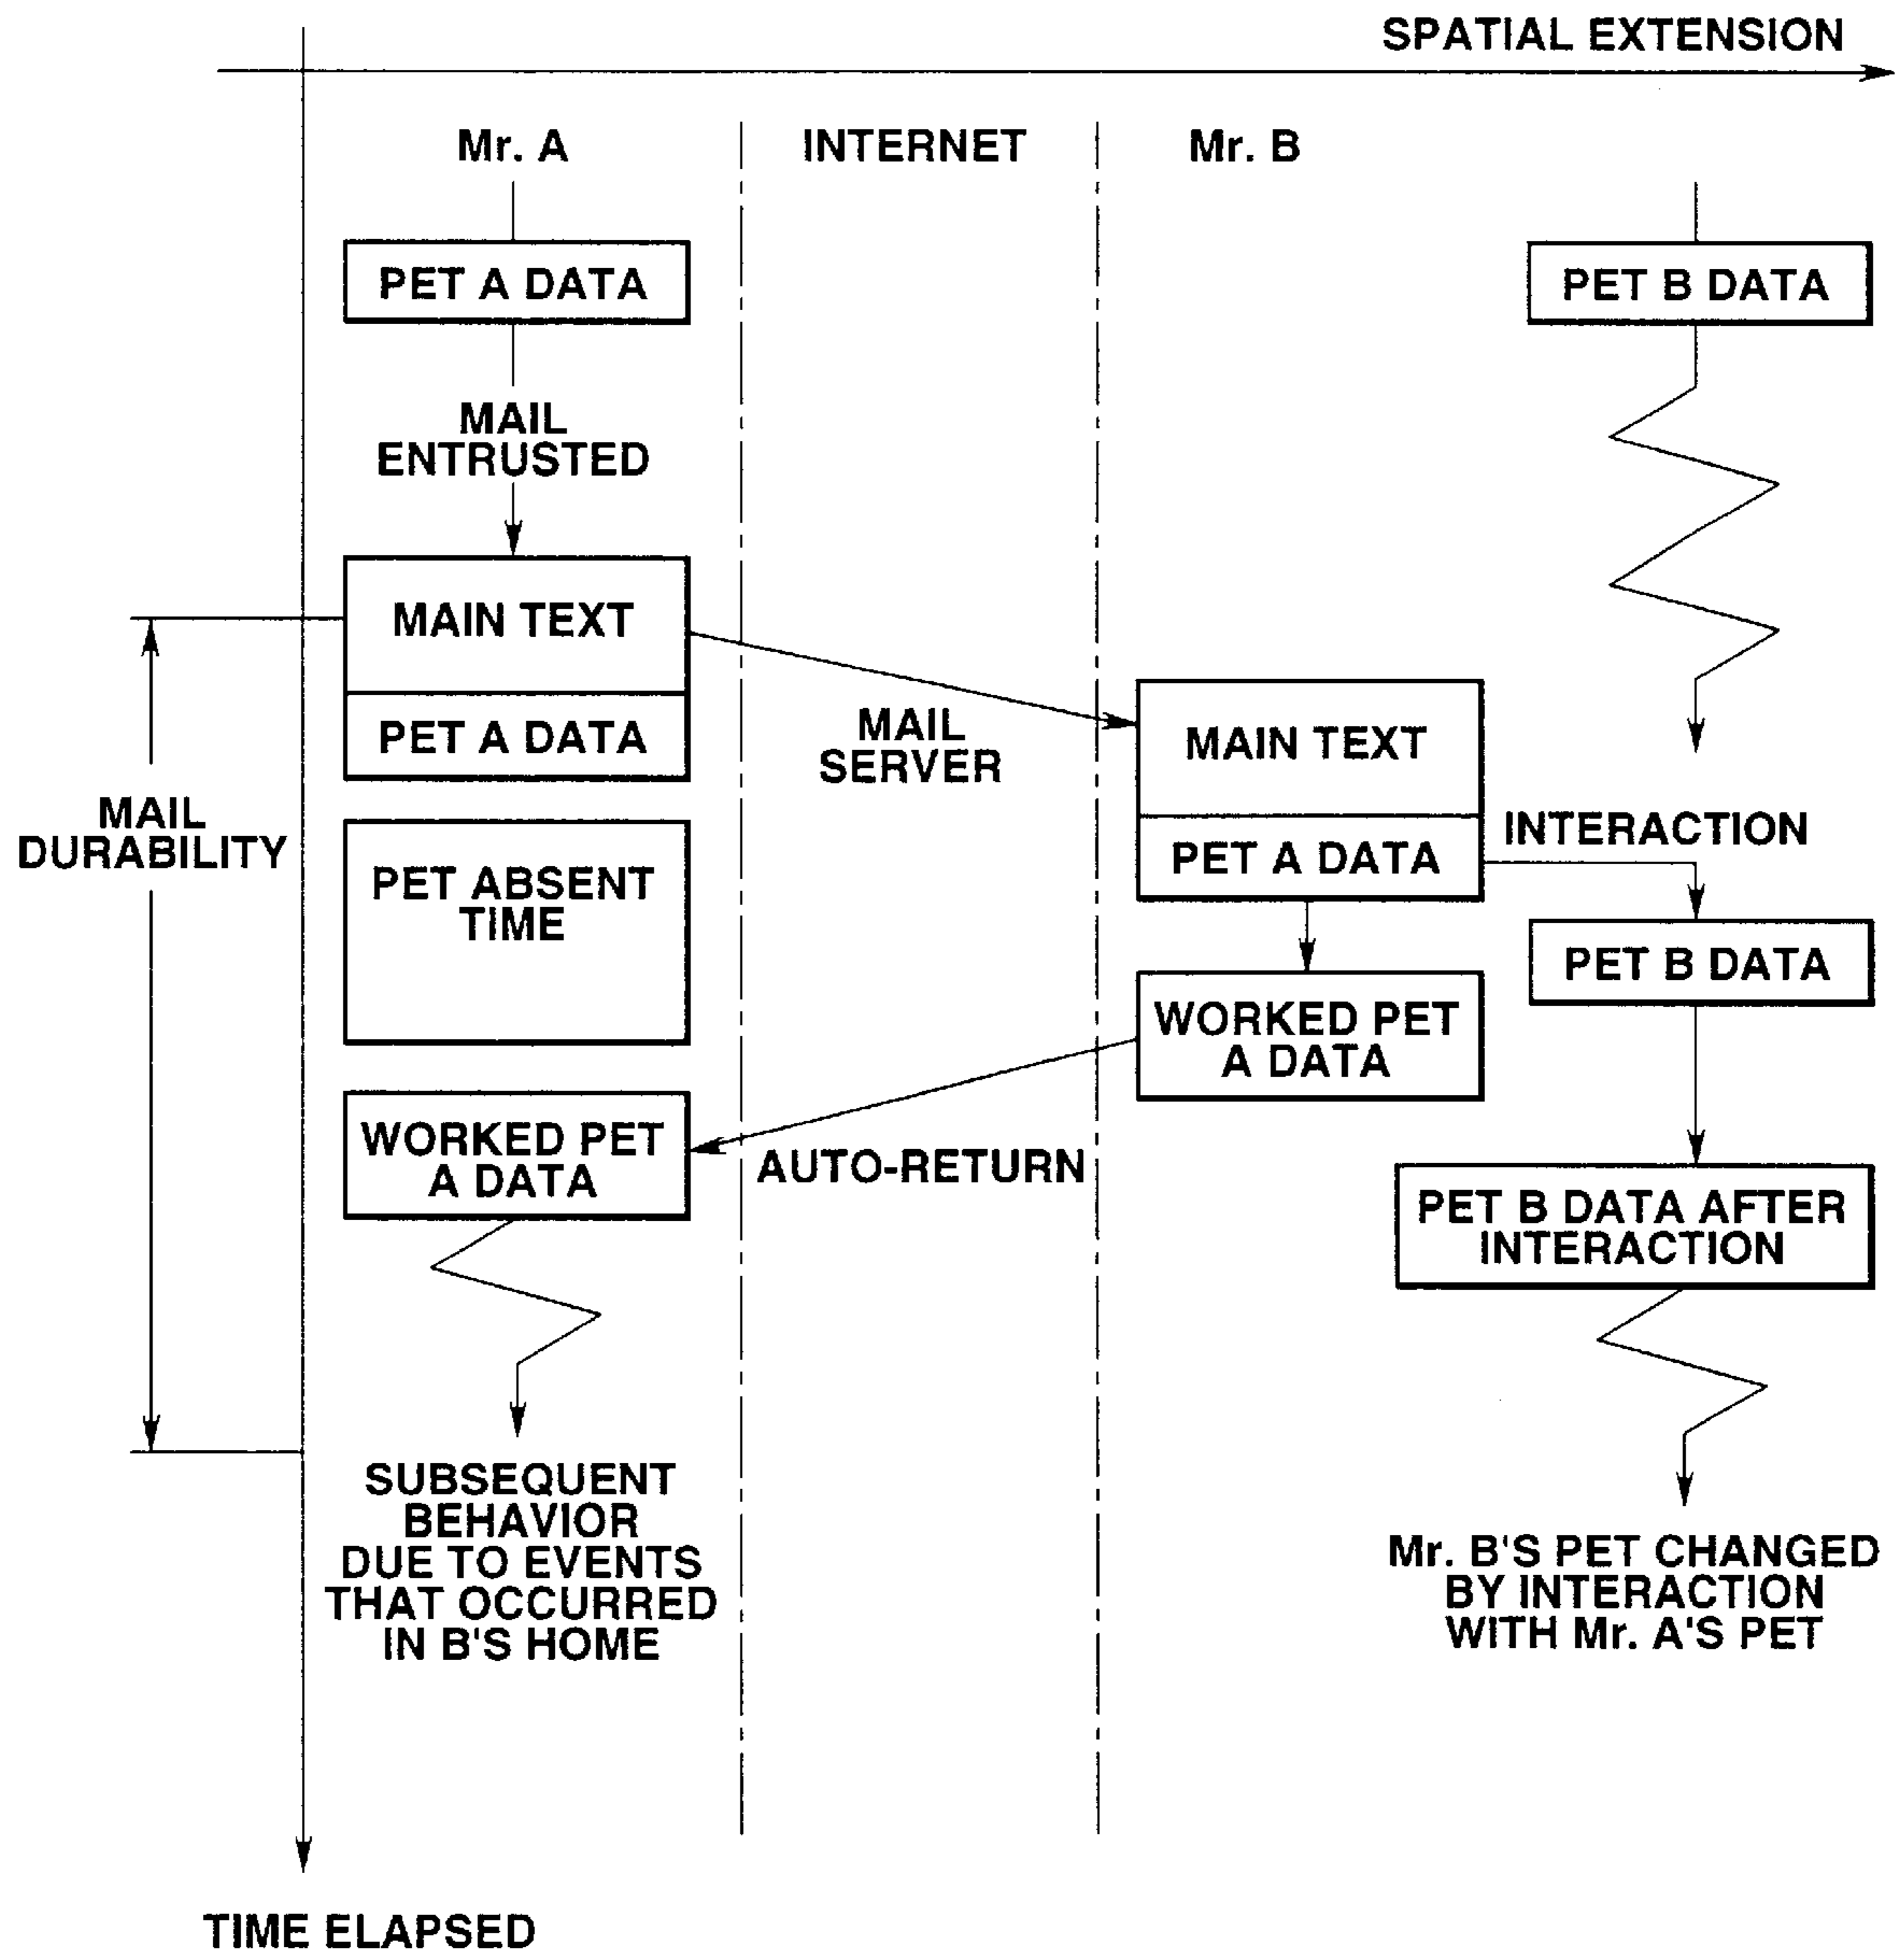 SPATIAL EXTENSION
Mr. A
INTERNET
Mr. B
PET A DATA
PET B DATA
MAIL
ENTRUSTED
MAIN TEXT
PET A DATA
MAIL
SERVER
MAIN TEXT
PET A DATA
INTERACTION
MAIL
DURABILITY
PET ABSENT
TIME
PET B DATA
WORKED PET
A DATA
WORKED PET
A DATA
AUTO-RETURN
PET B DATA AFTER
INTERACTION
SUBSEQUENT
BEHAVIOR
DUE TO EVENTS
THAT OCCURRED
IN B'S HOME
Mr. B'S PET CHANGED
BY INTERACTION
WITH Mr. A'S PET
TIME ELAPSED